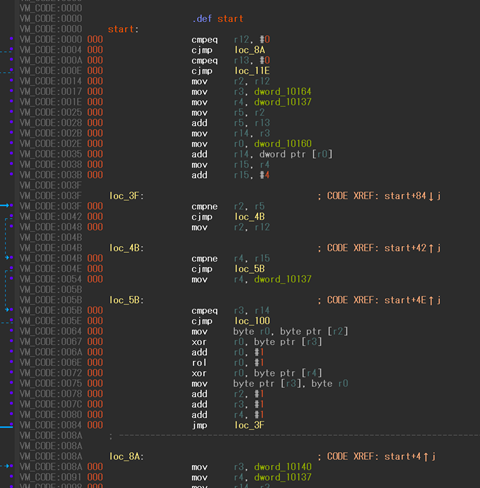 VM_CODE:0000
VM_CODE:0000 .def start
VM_CODE:0000 start:
VM_CODE:0000 000 cmpeq r12, #0
VM_CODE:0004 000 cjmp loc_8A
VM_CODE:000A 000 cmpeq r13, #0
VM_CODE:000E 000 cjmp loc_11E
VM_CODE:0014 000 mov r2, r12
VM_CODE:0017 000 mov r3, dword_10164
VM_CODE:001E 000 mov r4, dword_10137
VM_CODE:0025 000 mov r5, r2
VM_CODE:0028 000 add r5, r13
VM_CODE:002B 000 mov r14, r3
VM_CODE:002E 000 mov r0, dword_10160
VM_CODE:0035 000 add r14, dword ptr [r0]
VM_CODE:0038 000 mov r15, r4
VM_CODE:003B 000 add r15, #4
VM_CODE:003F
VM_CODE:003F loc_3F: ; CODE XREF: start+84↓j
VM_CODE:003F 000 cmpne r2, r5
VM_CODE:0042 000 cjmp loc_4B
VM_CODE:0048 000 mov r2, r12
VM_CODE:004B
VM_CODE:004B loc_4B: ; CODE XREF: start+42↑j
VM_CODE:004B 000 cmpne r4, r15
VM_CODE:004E 000 cjmp loc_5B
VM_CODE:0054 000 mov r4, dword_10137
VM_CODE:005B
VM_CODE:005B loc_5B: ; CODE XREF: start+4E↑j
VM_CODE:005B 000 cmpeq r3, r14
VM_CODE:005E 000 cjmp loc_100
VM_CODE:0064 000 mov byte r0, byte ptr [r2]
VM_CODE:0067 000 xor r0, byte ptr [r3]
VM_CODE:006A 000 add r0, #1
VM_CODE:006E 000 rol r0, #1
VM_CODE:0072 000 xor r0, byte ptr [r4]
VM_CODE:0075 000 mov byte ptr [r3], byte r0
VM_CODE:0078 000 add r2, #1
VM_CODE:007C 000 add r3, #1
VM_CODE:0080 000 add r4, #1
VM_CODE:0084 000 jmp loc_3F
VM_CODE:008A ; ---------------------------------------------------------------------------
VM_CODE:008A
VM_CODE:008A loc_8A: ; CODE XREF: start+4↑j
VM_CODE:008A 000 mov r3, dword_10140
VM_CODE:0091 000 mov r4, dword_10137